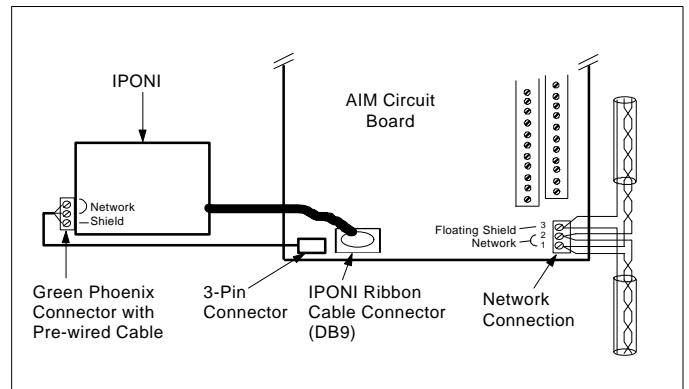 IPONI
AIM Circuit
Board
Network
Shield
Floating Shield
Network
3
2
1
Green Phoenix
Connector with
Pre-wired Cable
3-Pin
Connector
IPONI Ribbon
Cable Connector
(DB9)
Network
Connection